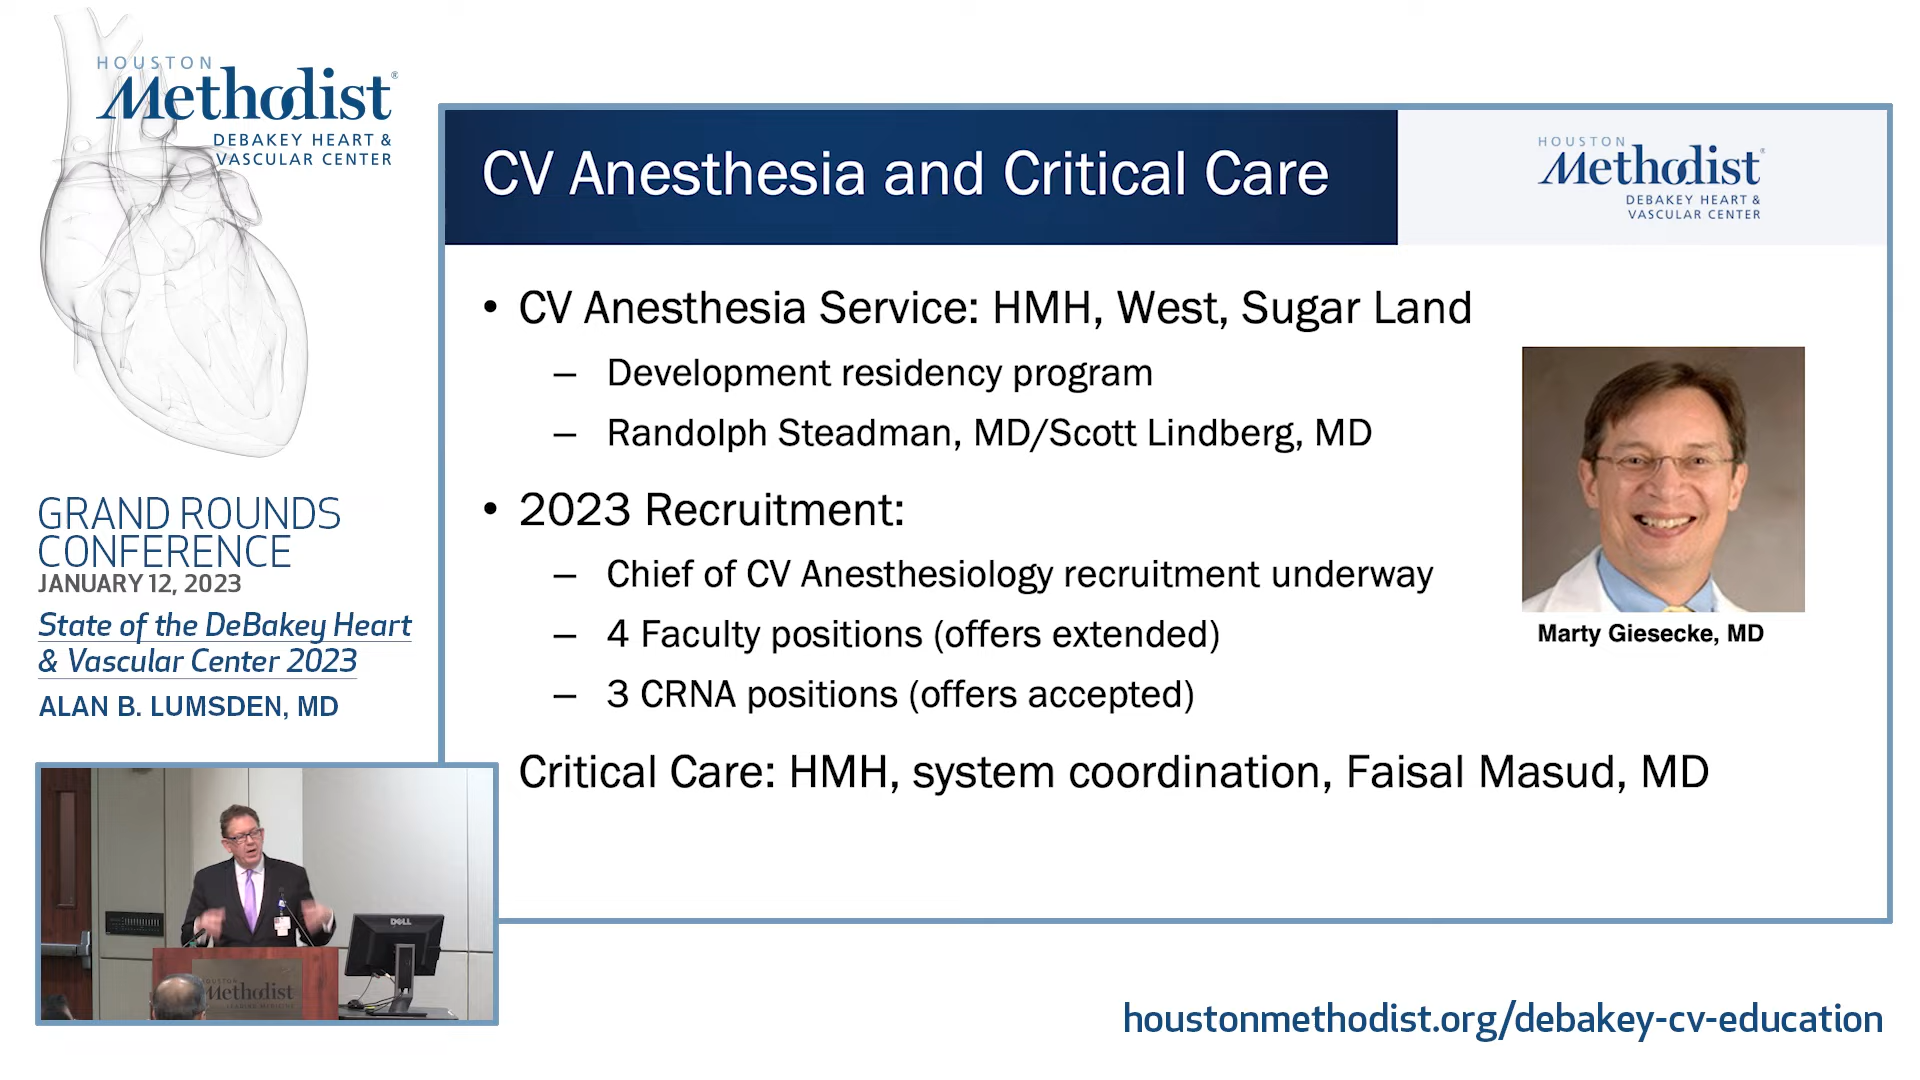 HOUSTON
Methodist®
DEBAKEY HEART &
VASCULAR CENTER
GRAND ROUNDS
CONFERENCE
JANUARY 12, 2023
State of the DeBakey Heart
& Vascular Center 2023
ALAN B. LUMSDEN, MD
CV Anesthesia and Critical Care
HOUSTON
Methodist®
DEBAKEY HEART &
VASCULAR CENTER
• CV Anesthesia Service: HMH, West, Sugar Land
– Development residency program
– Randolph Steadman, MD/Scott Lindberg, MD
• 2023 Recruitment:
– Chief of CV Anesthesiology recruitment underway
– 4 Faculty positions (offers extended)
– 3 CRNA positions (offers accepted)
Critical Care: HMH, system coordination, Faisal Masud, MD
Marty Giesecke, MD
DELL
HOUSTON
Methodist
houstonmethodist.org/debakey-cv-education